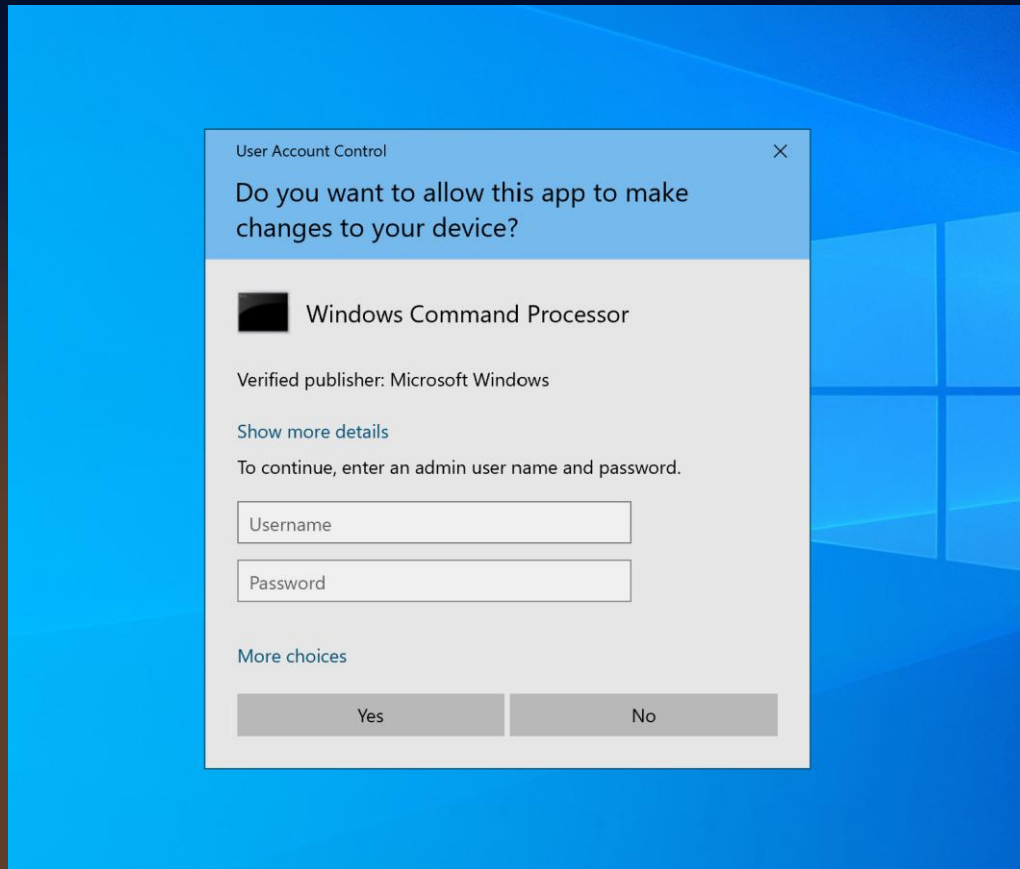 User Account Control
Do you want to allow this app to make
changes to your device?
Windows Command Processor
Verified publisher: Microsoft Windows
Show more details
To continue, enter an admin user name and password.
Username
Password
More choices
Yes
No